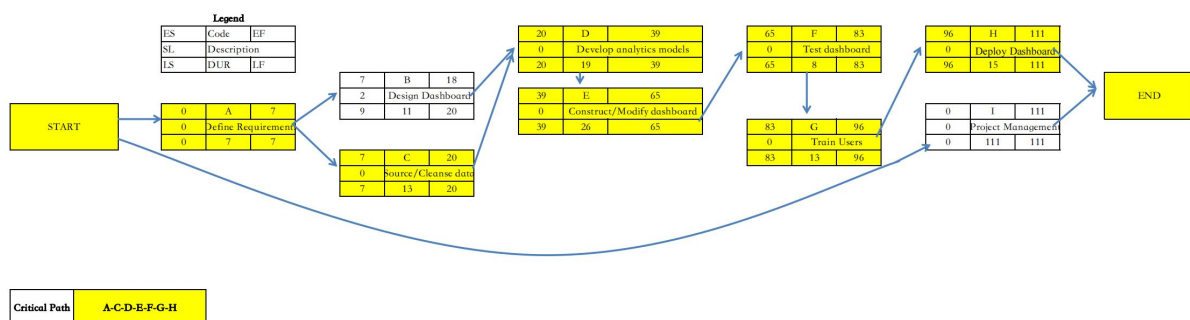 Legend
ES Code EF
SL Description
LS DUR LF
START
0 A 7
0 Define Requirement
0 7 7
7 B 18
2 Design Dashboard
9 11 20
7 C 20
0 Source/Cleanse data
7 13 20
20 D 39
0 Develop analytics models
20 19 39
39 E 65
0 Construct/Modify dashboard
39 26 65
65 F 83
0 Test dashboard
65 8 83
83 G 96
0 Train Users
83 13 96
96 H 111
0 Deploy Dashboard
96 15 111
0 I 111
0 Project Management
0 111 111
END
Critical Path A-C-D-E-F-G-H